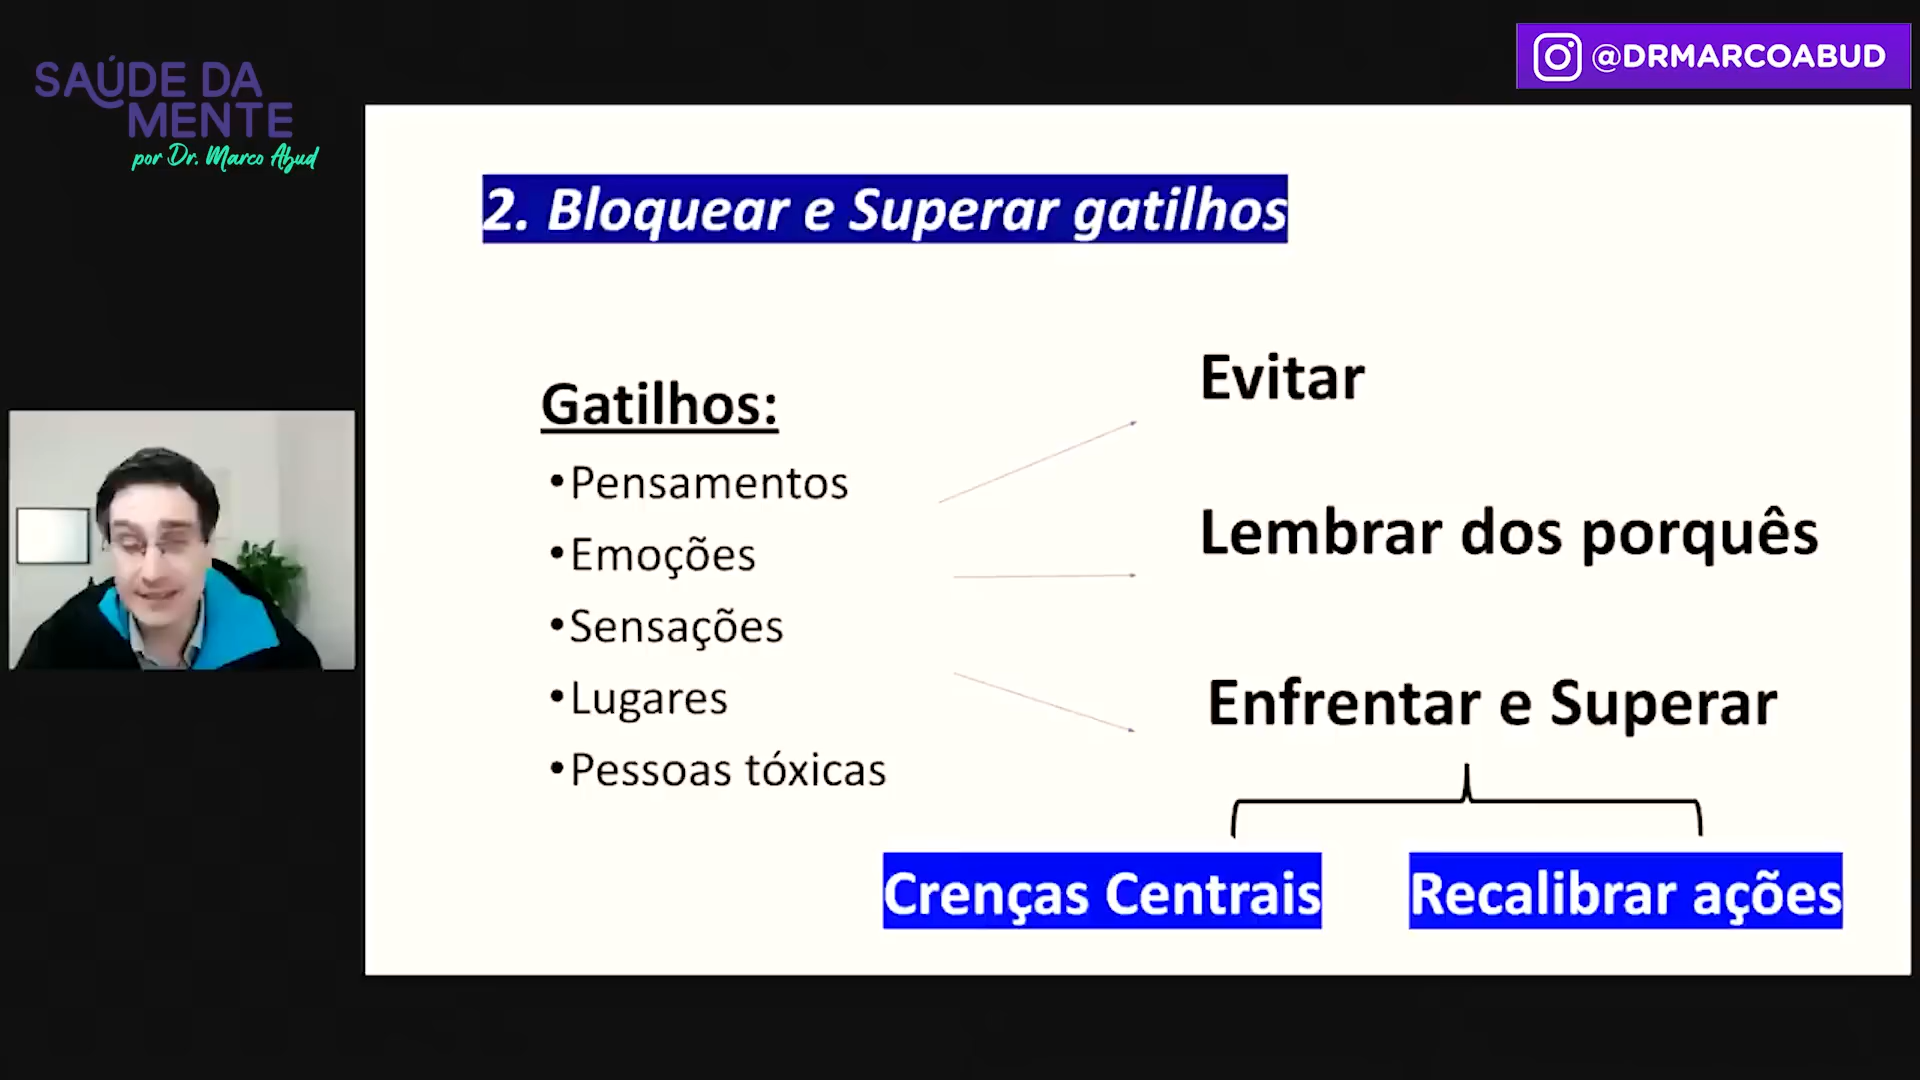 SAÚDE DA
MENTE
por Dr. Marco Abud
@DRMARCOABUD
2. Bloquear e Superar gatilhos
Gatilhos:
•Pensamentos
•Emoções
•Sensações
•Lugares
•Pessoas tóxicas
Evitar
Lembrar dos porquês
Enfrentar e Superar
Crenças Centrais
Recalibrar ações